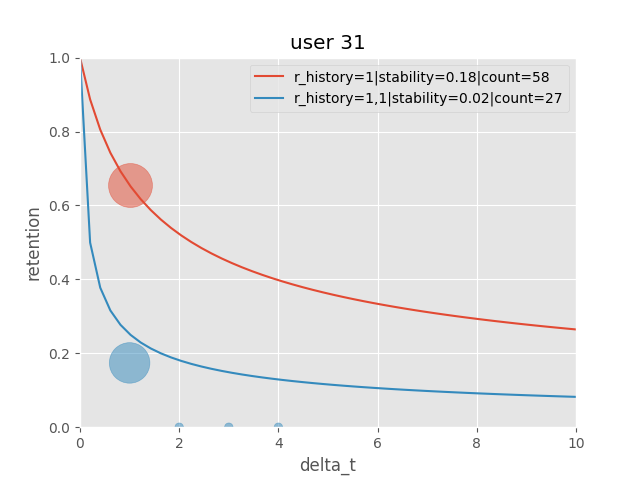 user 31
r_history=1|stability=0.18|count=58
r_history=1,1|stability=0.02|count=27
1.0
0.8
0.6
0.4
0.2
0.0
retention
0 2 4 6 8 10
delta_t